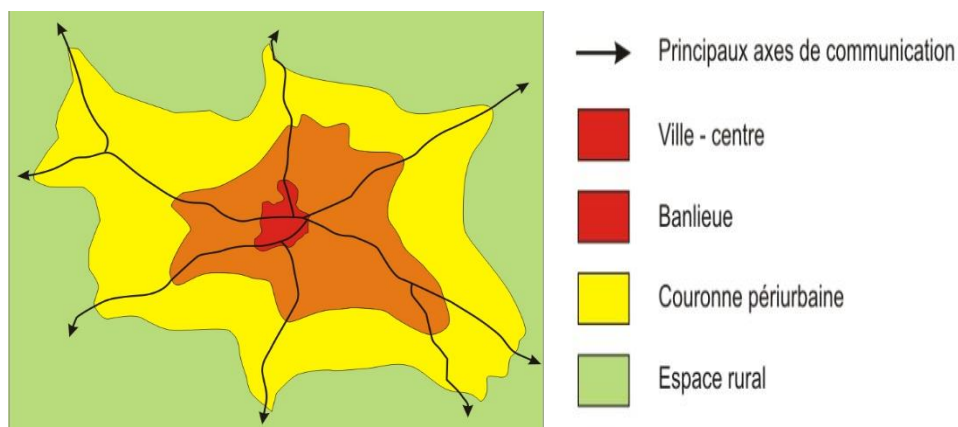 Principaux axes de communication
Ville - centre
Banlieue
Couronne périurbaine
Espace rural